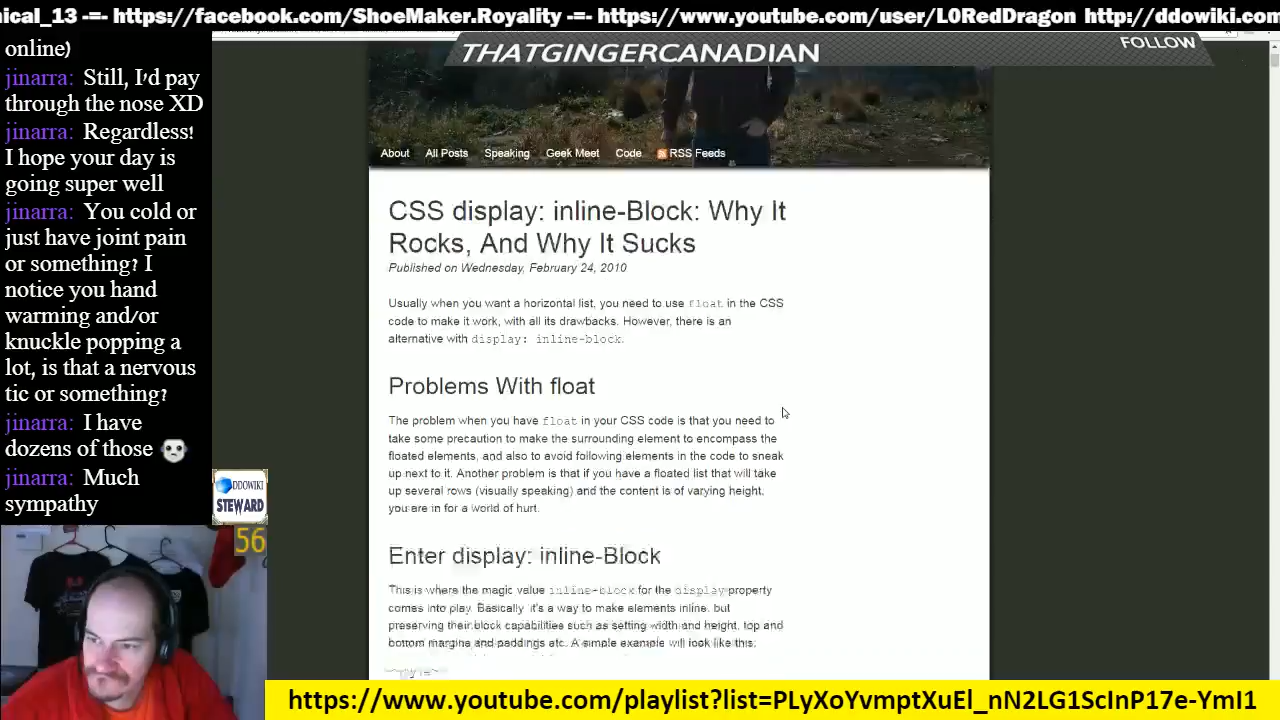 nical_13 -=- https://facebook.com/ShoeMaker.Royality -=- https://www.youtube.com/user/L0RedDragon http://ddowiki.com
THATGINGERCANADIAN
FOLLOW
online)
jinarra: Still, I'd pay
through the nose XD
jinarra: Regardless!
I hope your day is
going super well
jinarra: You cold or
just have joint pain
or something? I
notice you hand
warming and/or
knuckle popping a
lot, is that a nervous
tic or something?
jinarra: I have
dozens of those
jinarra: Much
sympathy
DDOWIKI
STEWARD
56
About All Posts Speaking Geek Meet Code RSS Feeds
CSS display: inline-Block: Why It
Rocks, And Why It Sucks
Published on Wednesday, February 24, 2010
Usually when you want a horizontal list, you need to use float in the CSS
code to make it work, with all its drawbacks. However, there is an
alternative with display: inline-block.
Problems With float
The problem when you have float in your CSS code is that you need to
take some precaution to make the surrounding element to encompass the
floated elements, and also to avoid following elements in the code to sneak
up next to it. Another problem is that if you have a floated list that will take
up several rows (visually speaking) and the content is of varying height,
you are in for a world of hurt.
Enter display: inline-Block
This is where the magic value inline-block for the display property
comes into play. Basically, it's a way to make elements inline, but
preserving their block capabilities such as setting width and height, top and
bottom margins and paddings etc. A simple example will look like this:
https://www.youtube.com/playlist?list=PLyXoYvmptXuEl_nN2LG1ScInP17e-YmI1